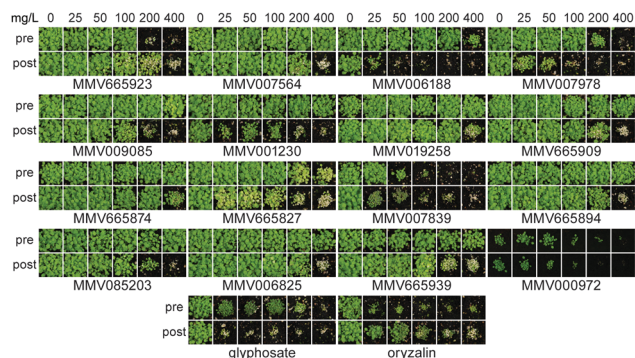 mg/L 0 25 50 100 200 400 0 25 50 100 200 400 0 25 50 100 200 400 0 25 50 100 200 400
pre
post
MMV665923 MMV007564 MMV006188 MMV007978
pre
post
MMV009085 MMV001230 MMV019258 MMV665909
pre
post
MMV665874 MMV665827 MMV007839 MMV665894
pre
post
MMV085203 MMV006825 MMV665939 MMV000972
pre
post
glyphosate oryzalin